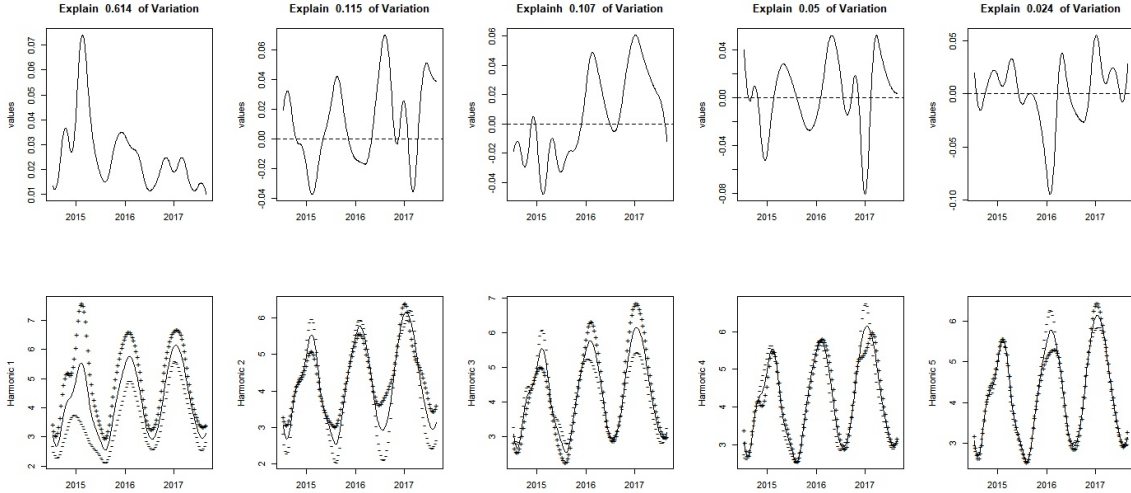 Explain 0.614 of Variation
Explain 0.115 of Variation
Explainh 0.107 of Variation
Explain 0.05 of Variation
Explain 0.024 of Variation
values
0.01 0.02 0.03 0.04 0.05 0.06 0.07
2015 2016 2017
values
-0.04 -0.02 0.00 0.02 0.04 0.06
2015 2016 2017
values
-0.04 -0.02 0.00 0.02 0.04 0.06
2015 2016 2017
values
-0.08 -0.04 0.00 0.04
2015 2016 2017
values
-0.10 -0.05 0.00 0.05
2015 2016 2017
Harmonic 1
2 3 4 5 6 7
2015 2016 2017
Harmonic 2
2 3 4 5 6
2015 2016 2017
Harmonic 3
3 4 5 6 7
2015 2016 2017
Harmonic 4
3 4 5 6
2015 2016 2017
Harmonic 5
3 4 5 6
2015 2016 2017